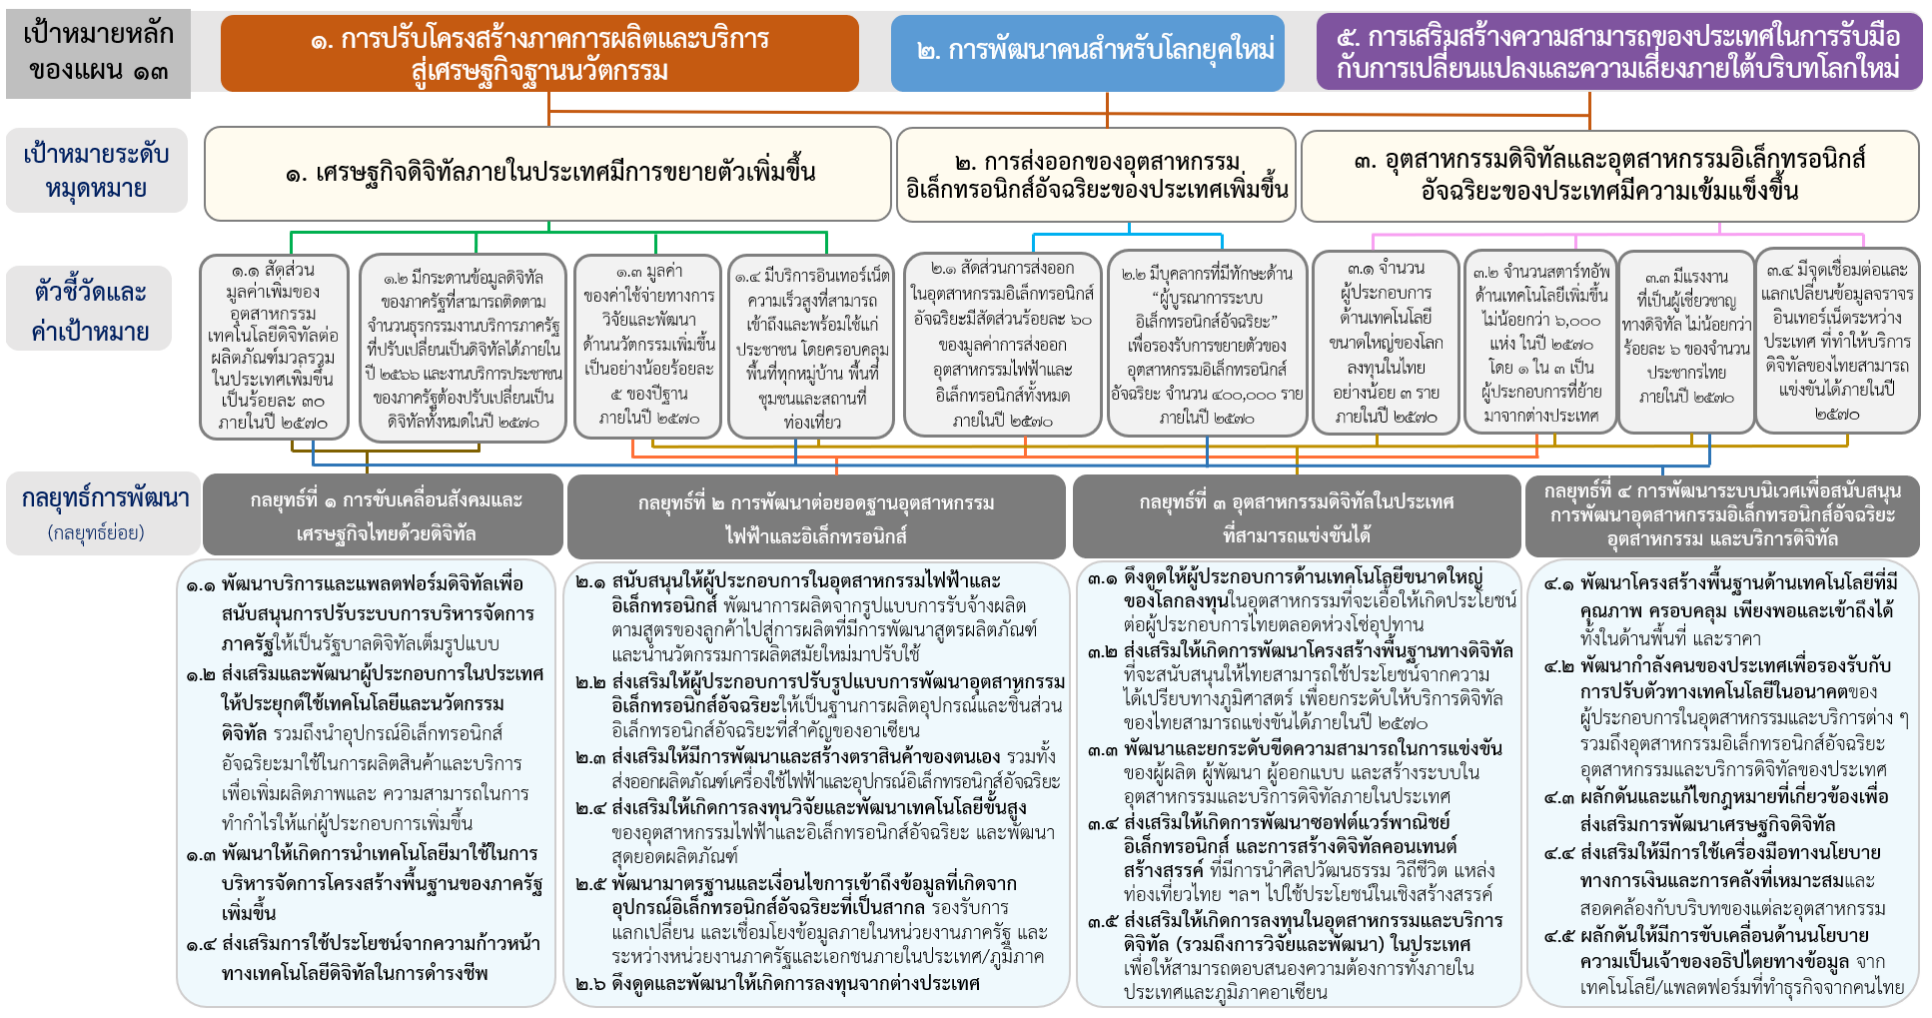 เป้าหมายหลัก
ของแผน ๑๓
๑. การปรับโครงสร้างภาคการผลิตและบริการ
สู่เศรษฐกิจฐานนวัตกรรม
๒. การพัฒนาคนสำหรับโลกยุคใหม่
๕. การเสริมสร้างความสามารถของประเทศในการรับมือ
กับการเปลี่ยนแปลงและความเสี่ยงภายใต้บริบทโลกใหม่
เป้าหมายระดับ
หมุดหมาย
๑. เศรษฐกิจดิจิทัลภายในประเทศมีการขยายตัวเพิ่มขึ้น
๒. การส่งออกของอุตสาหกรรม
อิเล็กทรอนิกส์อัจฉริยะของประเทศเพิ่มขึ้น
๓. อุตสาหกรรมดิจิทัลและอุตสาหกรรมอิเล็กทรอนิกส์
อัจฉริยะของประเทศมีความเข้มแข็งขึ้น
ตัวชี้วัดและ
ค่าเป้าหมาย
๑.๑ สัดส่วน
มูลค่าเพิ่มของ
อุตสาหกรรม
เทคโนโลยีดิจิทัลต่อ
ผลิตภัณฑ์มวลรวม
ในประเทศเพิ่มขึ้น
เป็นร้อยละ ๓๐
ภายในปี ๒๕๗๐
๑.๒ มีกระดานข้อมูลดิจิทัล
ของภาครัฐที่สามารถติดตาม
จำนวนธุรกรรมงานบริการภาครัฐ
ที่ปรับเปลี่ยนเป็นดิจิทัลได้ภายใน
ปี ๒๕๖๖ และงานบริการประชาชน
ของภาครัฐต้องปรับเปลี่ยนเป็น
ดิจิทัลทั้งหมดในปี ๒๕๗๐
๑.๓ มูลค่า
ของค่าใช้จ่ายทางการ
วิจัยและพัฒนา
ด้านนวัตกรรมเพิ่มขึ้น
เป็นอย่างน้อยร้อยละ
๕ ของปีฐาน
ภายในปี ๒๕๗๐
๑.๔ มีบริการอินเทอร์เน็ต
ความเร็วสูงที่สามารถ
เข้าถึงและพร้อมใช้แก่
ประชาชน โดยครอบคลุม
พื้นที่ทุกหมู่บ้าน พื้นที่
ชุมชนและสถานที่
ท่องเที่ยว
๒.๑ สัดส่วนการส่งออก
ในอุตสาหกรรมอิเล็กทรอนิกส์
อัจฉริยะมีสัดส่วนร้อยละ ๖๐
ของมูลค่าการส่งออก
อุตสาหกรรมไฟฟ้าและ
อิเล็กทรอนิกส์ทั้งหมด
ภายในปี ๒๕๗๐
๒.๒ มีบุคลากรที่มีทักษะด้าน
“ผู้บูรณาการระบบ
อิเล็กทรอนิกส์อัจฉริยะ”
เพื่อรองรับการขยายตัวของ
อุตสาหกรรมอิเล็กทรอนิกส์
อัจฉริยะ จำนวน ๔๐๐,๐๐๐ ราย
ภายในปี ๒๕๗๐
๓.๑ จำนวน
ผู้ประกอบการ
ด้านเทคโนโลยี
ขนาดใหญ่ของโลก
ลงทุนในไทย
อย่างน้อย ๓ ราย
ภายในปี ๒๕๗๐
๓.๒ จำนวนสตาร์ทอัพ
ด้านเทคโนโลยีเพิ่มขึ้น
ไม่น้อยกว่า ๖,๐๐๐
แห่ง ในปี ๒๕๗๐
โดย ๑ ใน ๓ เป็น
ผู้ประกอบการที่ย้าย
มาจากต่างประเทศ
๓.๓ มีแรงงาน
ที่เป็นผู้เชี่ยวชาญ
ทางดิจิทัล ไม่น้อยกว่า
ร้อยละ ๖ ของจำนวน
ประชากรไทย
ภายในปี ๒๕๗๐
๓.๔ มีจุดเชื่อมต่อและ
แลกเปลี่ยนข้อมูลจราจร
อินเทอร์เน็ตระหว่าง
ประเทศ ที่ทำให้บริการ
ดิจิทัลของไทยสามารถ
แข่งขันได้ภายในปี
๒๕๗๐
กลยุทธ์การพัฒนา
(กลยุทธ์ย่อย)
กลยุทธ์ที่ ๑ การขับเคลื่อนสังคมและ
เศรษฐกิจไทยด้วยดิจิทัล
กลยุทธ์ที่ ๒ การพัฒนาต่อยอดฐานอุตสาหกรรม
ไฟฟ้าและอิเล็กทรอนิกส์
กลยุทธ์ที่ ๓ อุตสาหกรรมดิจิทัลในประเทศ
ที่สามารถแข่งขันได้
กลยุทธ์ที่ ๔ การพัฒนาระบบนิเวศเพื่อสนับสนุน
การพัฒนาอุตสาหกรรมอิเล็กทรอนิกส์อัจฉริยะ
อุตสาหกรรม และบริการดิจิทัล
๑.๑ พัฒนาบริการและแพลตฟอร์มดิจิทัลเพื่อ
สนับสนุนการปรับระบบการบริหารจัดการ
ภาครัฐให้เป็นรัฐบาลดิจิทัลเต็มรูปแบบ
๑.๒ ส่งเสริมและพัฒนาผู้ประกอบการในประเทศ
ให้ประยุกต์ใช้เทคโนโลยีและนวัตกรรม
ดิจิทัล รวมถึงนำอุปกรณ์อิเล็กทรอนิกส์
อัจฉริยะมาใช้ในการผลิตสินค้าและบริการ
เพื่อเพิ่มผลิตภาพและ ความสามารถในการ
ทำกำไรให้แก่ผู้ประกอบการเพิ่มขึ้น
๑.๓ พัฒนาให้เกิดการนำเทคโนโลยีมาใช้ในการ
บริหารจัดการโครงสร้างพื้นฐานของภาครัฐ
เพิ่มขึ้น
๑.๔ ส่งเสริมการใช้ประโยชน์จากความก้าวหน้า
ทางเทคโนโลยีดิจิทัลในการดำรงชีพ
๒.๑ สนับสนุนให้ผู้ประกอบการในอุตสาหกรรมไฟฟ้าและ
อิเล็กทรอนิกส์ พัฒนาการผลิตจากรูปแบบการรับจ้างผลิต
ตามสูตรของลูกค้าไปสู่การผลิตที่มีการพัฒนาสูตรผลิตภัณฑ์
และนำนวัตกรรมการผลิตสมัยใหม่มาปรับใช้
๒.๒ ส่งเสริมให้ผู้ประกอบการปรับรูปแบบการพัฒนาอุตสาหกรรม
อิเล็กทรอนิกส์อัจฉริยะให้เป็นฐานการผลิตอุปกรณ์และชิ้นส่วน
อิเล็กทรอนิกส์อัจฉริยะที่สำคัญของอาเซียน
๒.๓ ส่งเสริมให้มีการพัฒนาและสร้างตราสินค้าของตนเอง รวมทั้ง
ส่งออกผลิตภัณฑ์เครื่องใช้ไฟฟ้าและอุปกรณ์อิเล็กทรอนิกส์อัจฉริยะ
๒.๔ ส่งเสริมให้เกิดการลงทุนวิจัยและพัฒนาเทคโนโลยีขั้นสูง
ของอุตสาหกรรมไฟฟ้าและอิเล็กทรอนิกส์อัจฉริยะ และพัฒนา
สุดยอดผลิตภัณฑ์
๒.๕ พัฒนามาตรฐานและเงื่อนไขการเข้าถึงข้อมูลที่เกิดจาก
อุปกรณ์อิเล็กทรอนิกส์อัจฉริยะที่เป็นสากล รองรับการ
แลกเปลี่ยน และเชื่อมโยงข้อมูลภายในหน่วยงานภาครัฐ และ
ระหว่างหน่วยงานภาครัฐและเอกชนภายในประเทศ/ภูมิภาค
๒.๖ ดึงดูดและพัฒนาให้เกิดการลงทุนจากต่างประเทศ
๓.๑ ดึงดูดให้ผู้ประกอบการด้านเทคโนโลยีขนาดใหญ่
ของโลกลงทุนในอุตสาหกรรมที่จะเอื้อให้เกิดประโยชน์
ต่อผู้ประกอบการไทยตลอดห่วงโซ่อุปทาน
๓.๒ ส่งเสริมให้เกิดการพัฒนาโครงสร้างพื้นฐานทางดิจิทัล
ที่จะสนับสนุนให้ไทยสามารถใช้ประโยชน์จากความ
ได้เปรียบทางภูมิศาสตร์ เพื่อยกระดับให้บริการดิจิทัล
ของไทยสามารถแข่งขันได้ภายในปี ๒๕๗๐
๓.๓ พัฒนาและยกระดับขีดความสามารถในการแข่งขัน
ของผู้ผลิต ผู้พัฒนา ผู้ออกแบบ และสร้างระบบใน
อุตสาหกรรมและบริการดิจิทัลภายในประเทศ
๓.๔ ส่งเสริมให้เกิดการพัฒนาซอฟต์แวร์พาณิชย์
อิเล็กทรอนิกส์ และการสร้างดิจิทัลคอนเทนต์
สร้างสรรค์ ที่มีการนำศิลปวัฒนธรรม วิถีชีวิต แหล่ง
ท่องเที่ยวไทย ฯลฯ ไปใช้ประโยชน์ในเชิงสร้างสรรค์
๓.๕ ส่งเสริมให้เกิดการลงทุนในอุตสาหกรรมและบริการ
ดิจิทัล (รวมถึงการวิจัยและพัฒนา) ในประเทศ
เพื่อให้สามารถตอบสนองความต้องการทั้งภายใน
ประเทศและภูมิภาคอาเซียน
๔.๑ พัฒนาโครงสร้างพื้นฐานด้านเทคโนโลยีที่มี
คุณภาพ ครอบคลุม เพียงพอและเข้าถึงได้
ทั้งในด้านพื้นที่ และราคา
๔.๒ พัฒนากำลังคนของประเทศเพื่อรองรับกับ
การปรับตัวทางเทคโนโลยีในอนาคตของ
ผู้ประกอบการในอุตสาหกรรมและบริการต่าง ๆ
รวมถึงอุตสาหกรรมอิเล็กทรอนิกส์อัจฉริยะ
อุตสาหกรรมและบริการดิจิทัลของประเทศ
๔.๓ ผลักดันและแก้ไขกฎหมายที่เกี่ยวข้องเพื่อ
ส่งเสริมการพัฒนาเศรษฐกิจดิจิทัล
๔.๔ ส่งเสริมให้มีการใช้เครื่องมือทางนโยบาย
ทางการเงินและการคลังที่เหมาะสมและ
สอดคล้องกับบริบทของแต่ละอุตสาหกรรม
๔.๕ ผลักดันให้มีการขับเคลื่อนด้านนโยบาย
ความเป็นเจ้าของอธิปไตยทางข้อมูล จาก
เทคโนโลยี/แพลตฟอร์มที่ทำธุรกิจจากคนไทย